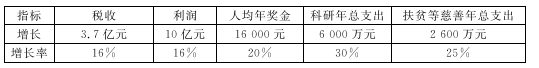 指标 税收 利润 人均年奖金 科研年总支出 扶贫等慈善年总支出
增长 3.7亿元 10亿元 16 000元 6 000万元 2 600万元
增长率 16% 16% 20% 30% 25%